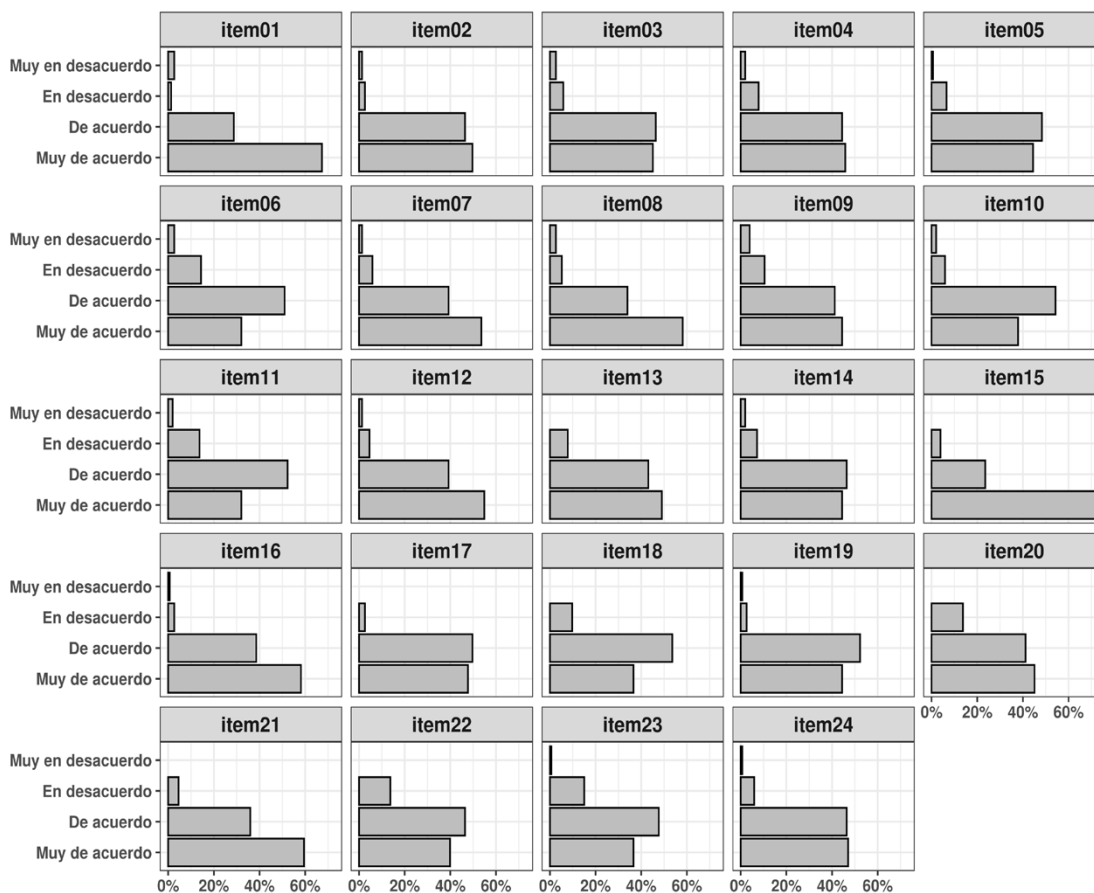 item01 item02 item03 item04 item05
Muy en desacuerdo
En desacuerdo
De acuerdo
Muy de acuerdo
item06 item07 item08 item09 item10
Muy en desacuerdo
En desacuerdo
De acuerdo
Muy de acuerdo
item11 item12 item13 item14 item15
Muy en desacuerdo
En desacuerdo
De acuerdo
Muy de acuerdo
item16 item17 item18 item19 item20
Muy en desacuerdo
En desacuerdo
De acuerdo
Muy de acuerdo
0% 20% 40% 60%
item21 item22 item23 item24
Muy en desacuerdo
En desacuerdo
De acuerdo
Muy de acuerdo
0% 20% 40% 60% 0% 20% 40% 60% 0% 20% 40% 60% 0% 20% 40% 60%